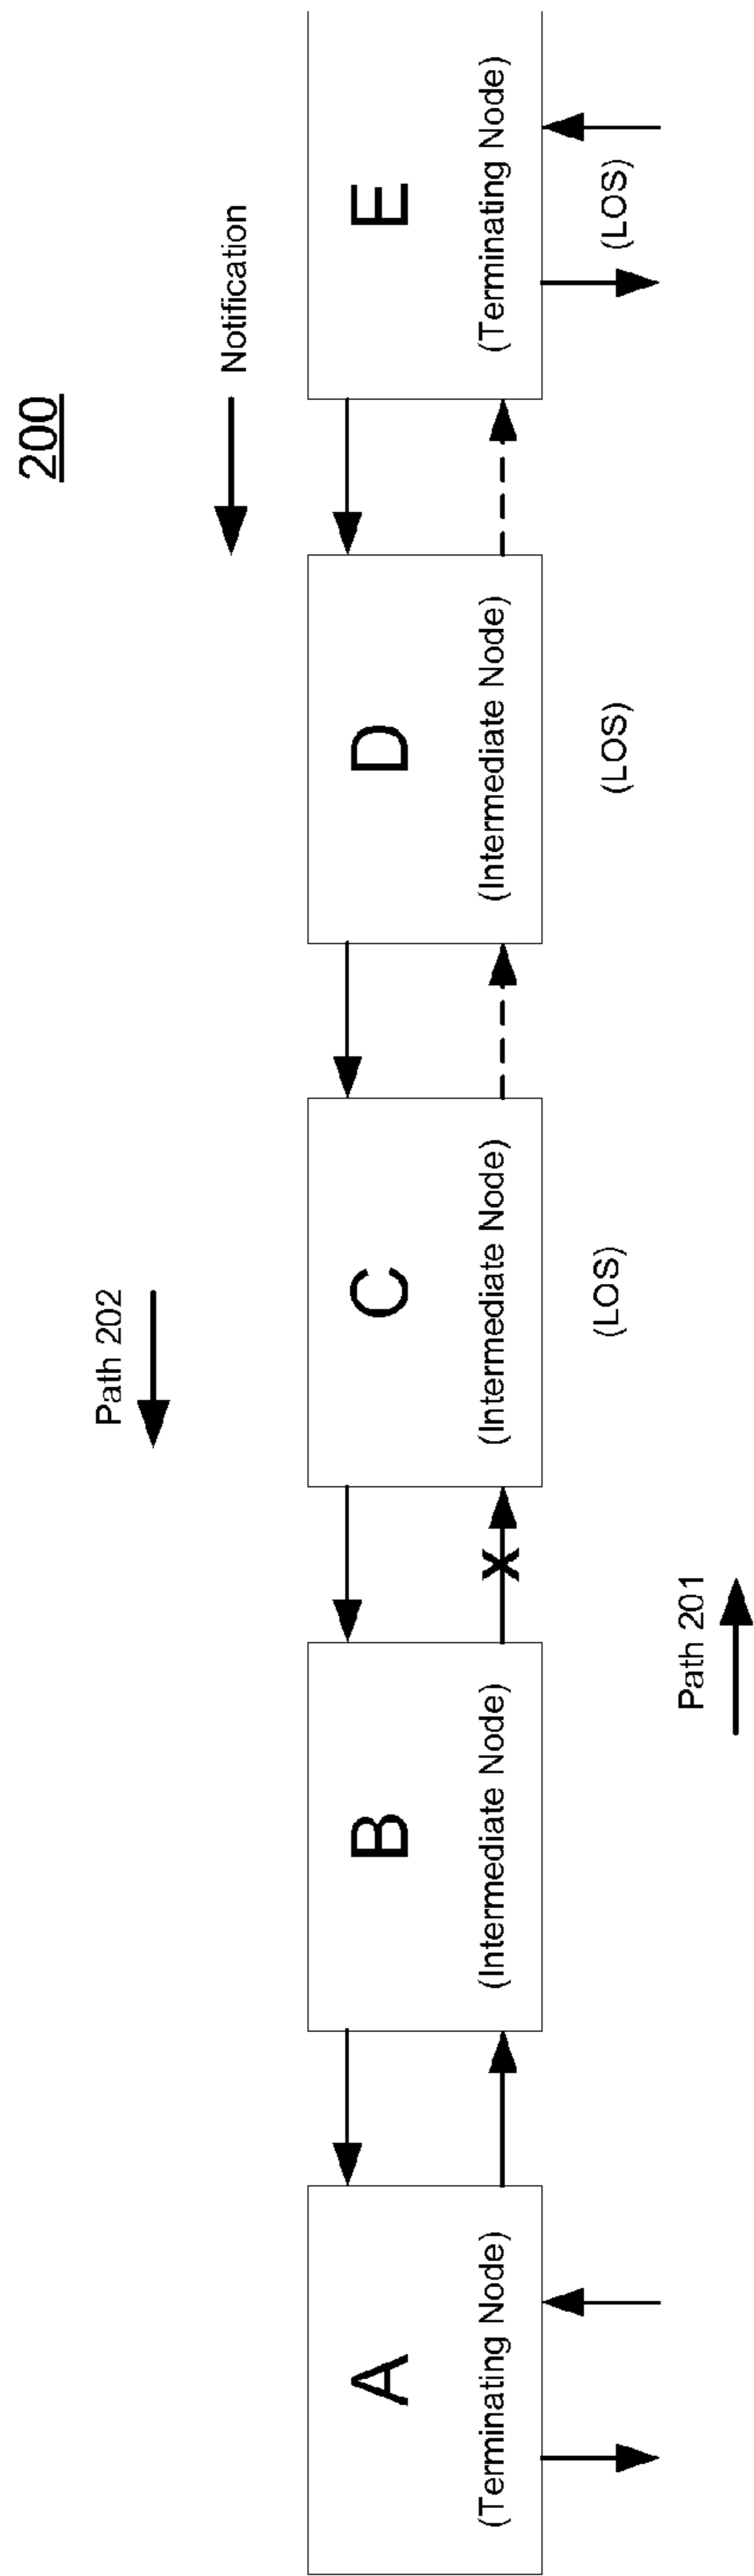 200
Path 202
Notification
A
(Terminating Node)
B
(Intermediate Node)
C
(Intermediate Node)
D
(Intermediate Node)
E
(Terminating Node)
X
(LOS)
(LOS)
(LOS)
Path 201